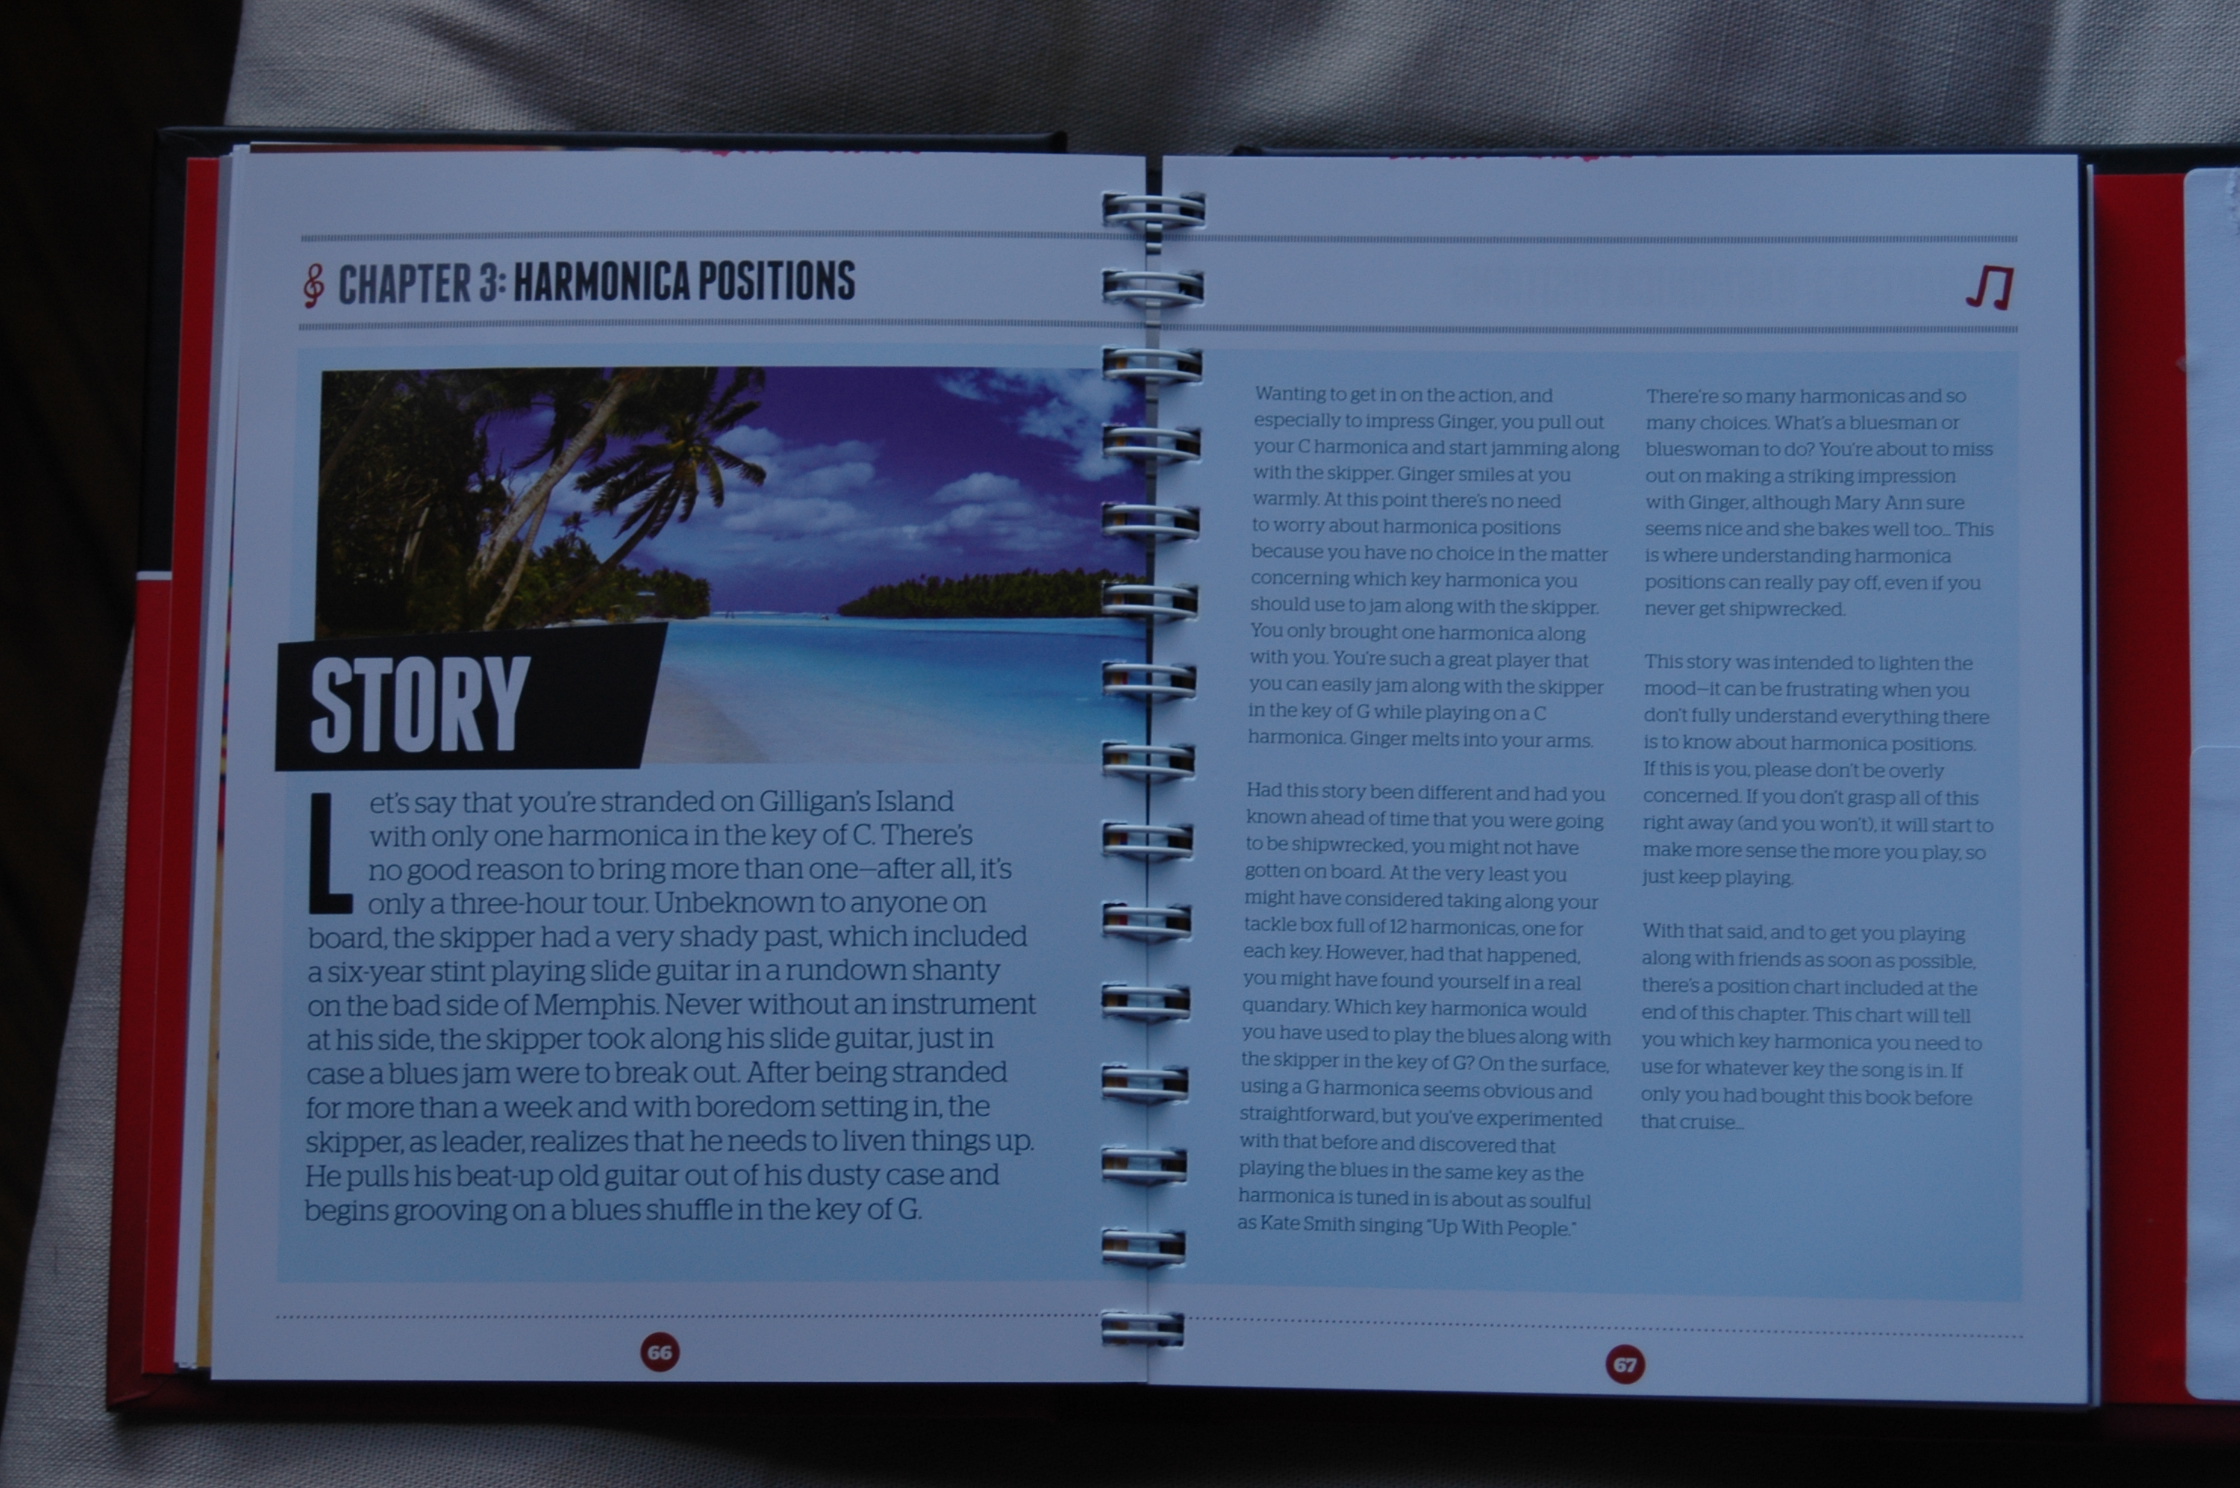 CHAPTER 3: HARMONICA POSITIONS
STORY
Let's say that you're stranded on Gilligan's Island
with only one harmonica in the key of C. There's
no good reason to bring more than one—after all, it's
only a three-hour tour. Unbeknown to anyone on
board, the skipper had a very shady past, which included
a six-year stint playing slide guitar in a rundown shanty
on the bad side of Memphis. Never without an instrument
at his side, the skipper took along his slide guitar, just in
case a blues jam were to break out. After being stranded
for more than a week and with boredom setting in, the
skipper, as leader, realizes that he needs to liven things up.
He pulls his beat-up old guitar out of his dusty case and
begins grooving on a blues shuffle in the key of G.
66
Wanting to get in on the action, and
especially to impress Ginger, you pull out
your C harmonica and start jamming along
with the skipper. Ginger smiles at you
warmly. At this point there's no need
to worry about harmonica positions
because you have no choice in the matter
concerning which key harmonica you
should use to jam along with the skipper.
You only brought one harmonica along
with you. You're such a great player that
you can easily jam along with the skipper
in the key of G while playing on a C
harmonica. Ginger melts into your arms.
Had this story been different and had you
known ahead of time that you were going
to be shipwrecked, you might not have
gotten on board. At the very least you
might have considered taking along your
tackle box full of 12 harmonicas, one for
each key. However, had that happened,
you might have found yourself in a real
quandary. Which key harmonica would
you have used to play the blues along with
the skipper in the key of G? On the surface,
using a G harmonica seems obvious and
straightforward, but you've experimented
with that before and discovered that
playing the blues in the same key as the
harmonica is tuned in is about as soulful
as Kate Smith singing "Up With People."
There're so many harmonicas and so
many choices. What's a bluesman or
blueswoman to do? You're about to miss
out on making a striking impression
with Ginger, although Mary Ann sure
seems nice and she bakes well too... This
is where understanding harmonica
positions can really pay off, even if you
never get shipwrecked.
This story was intended to lighten the
mood—it can be frustrating when you
don't fully understand everything there
is to know about harmonica positions.
If this is you, please don't be overly
concerned. If you don't grasp all of this
right away (and you won't), it will start to
make more sense the more you play, so
just keep playing.
With that said, and to get you playing
along with friends as soon as possible,
there's a position chart included at the
end of this chapter. This chart will tell
you which key harmonica you need to
use for whatever key the song is in. If
only you had bought this book before
that cruise...
67